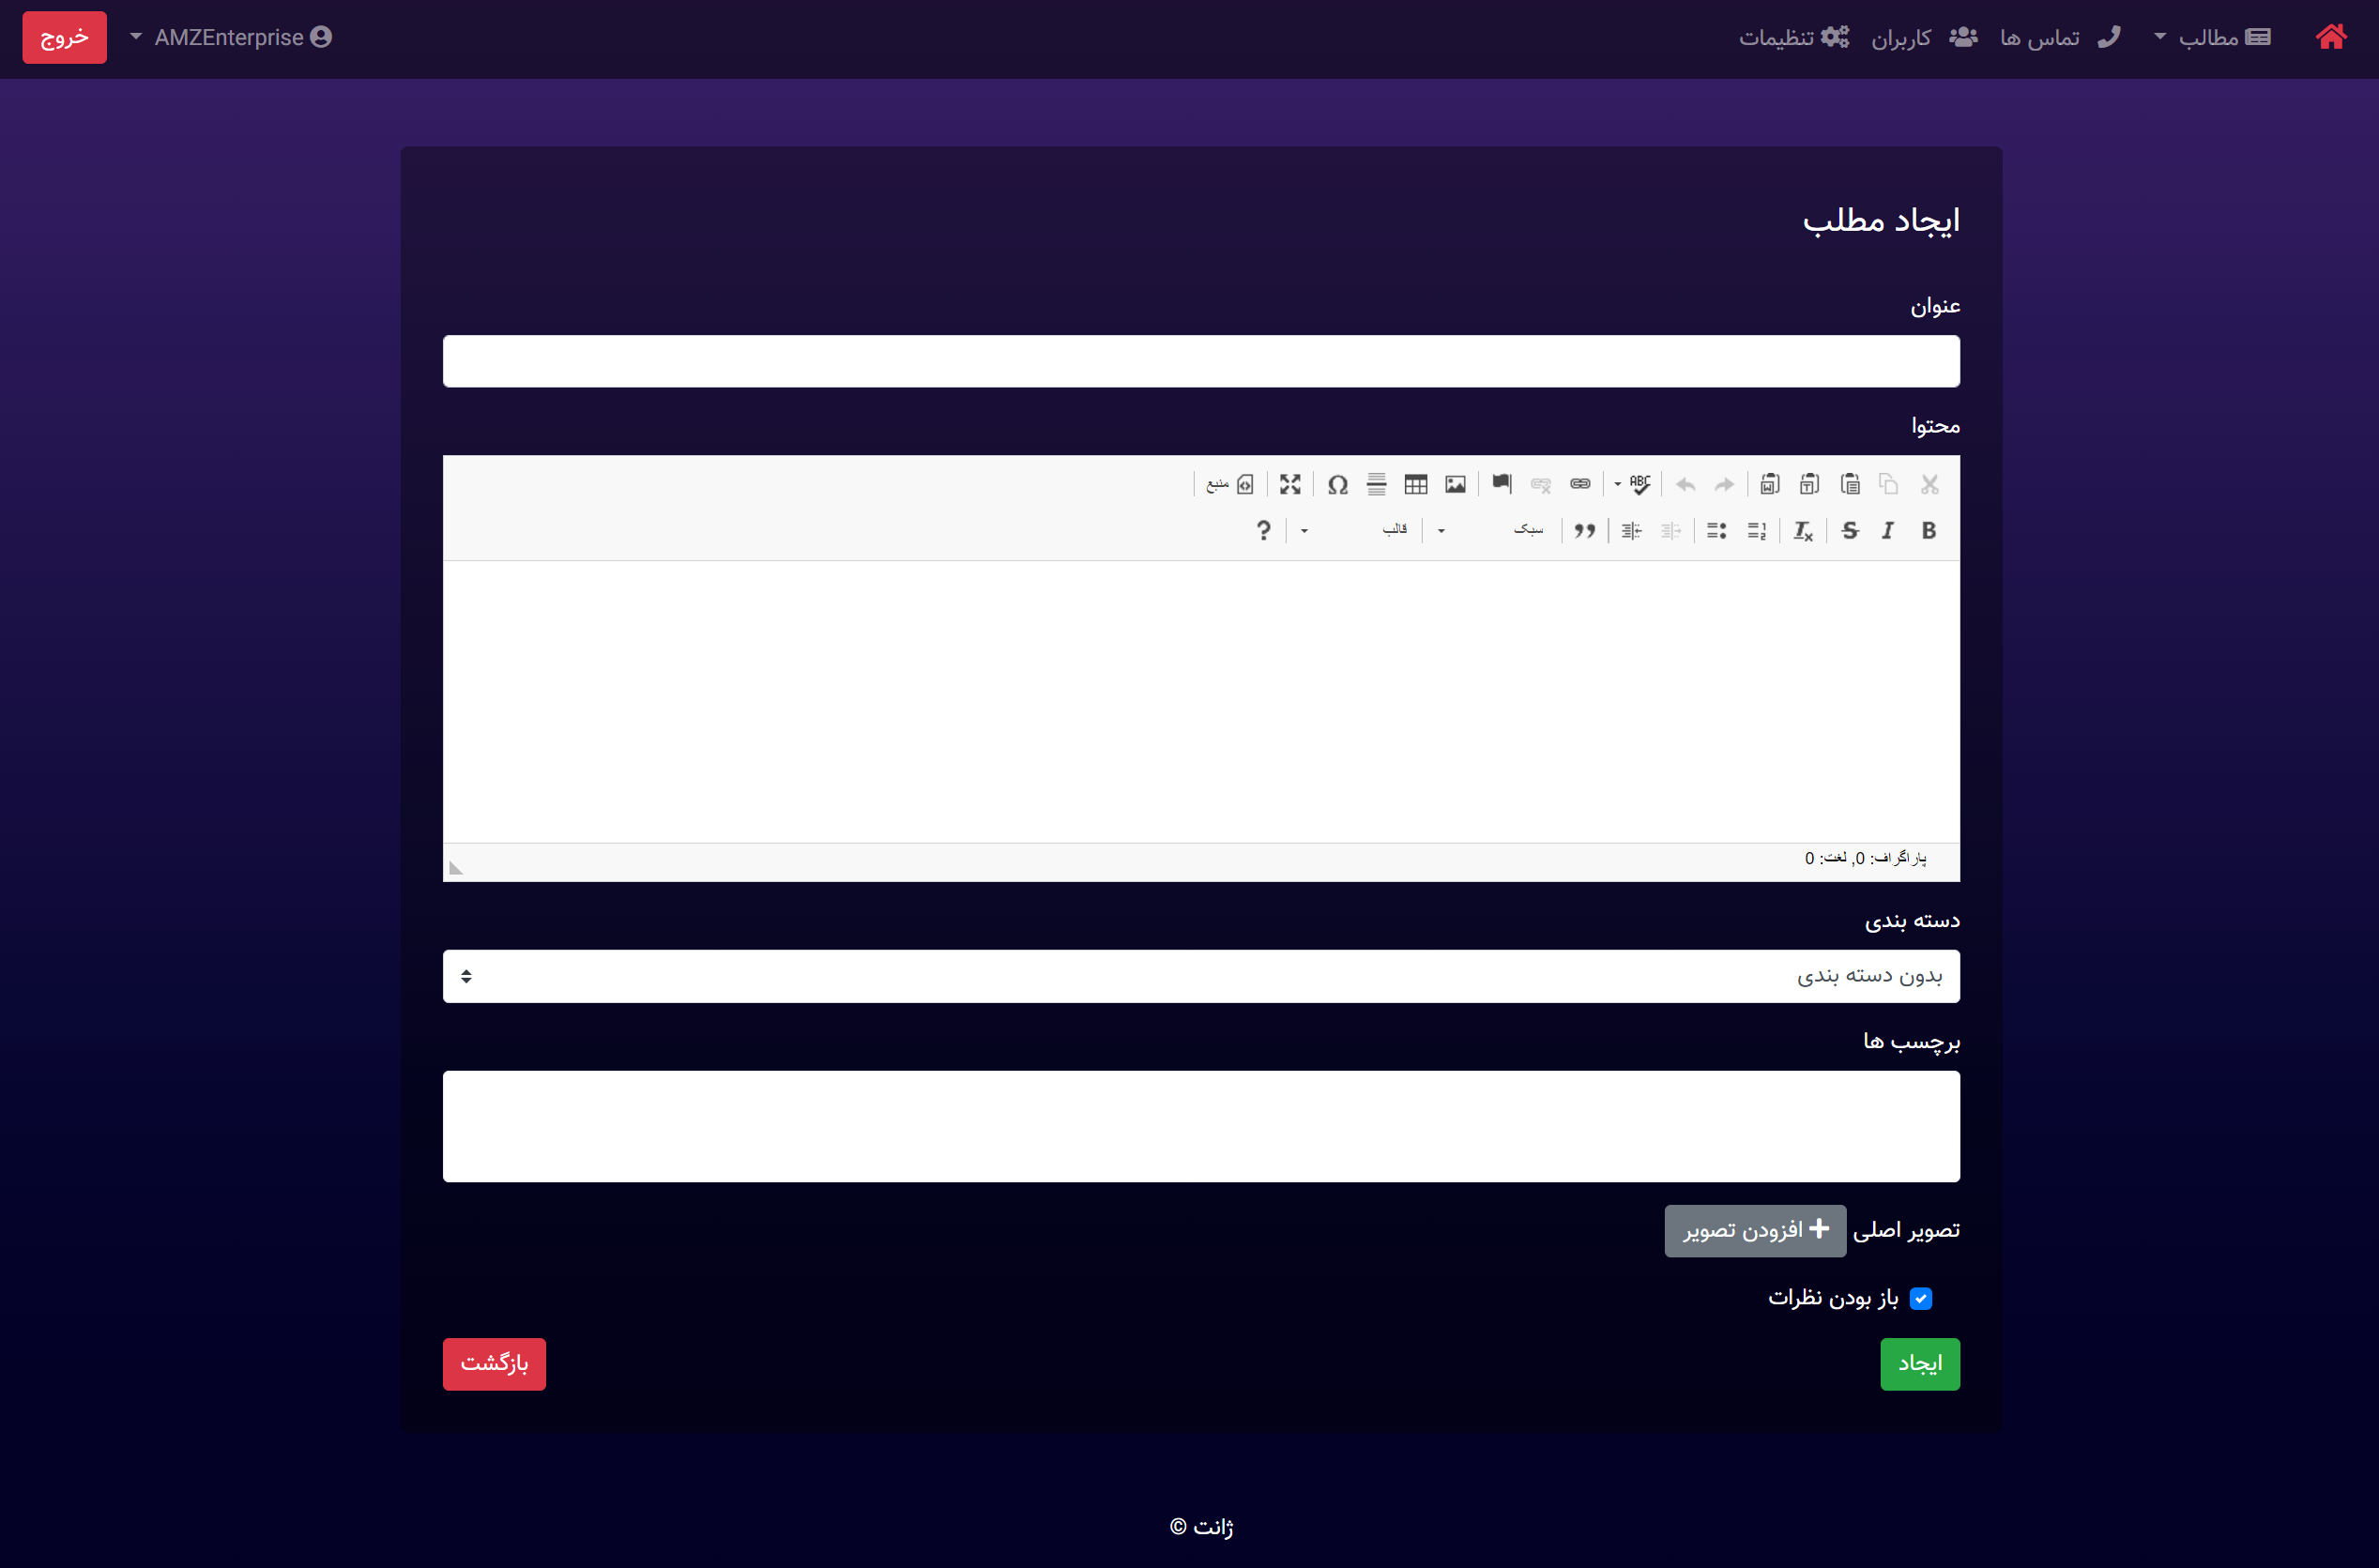 مطالب تماس ها کاربران تنظیمات AMZEnterprise خروج
ایجاد مطلب
عنوان
محتوا
ABC منبع
B I S سبک قالب ?
پاراگراف: 0, لغت: 0
دسته بندی
بدون دسته بندی
برچسب ها
تصویر اصلی افزودن تصویر
باز بودن نظرات
ایجاد بازگشت
ژانت ©